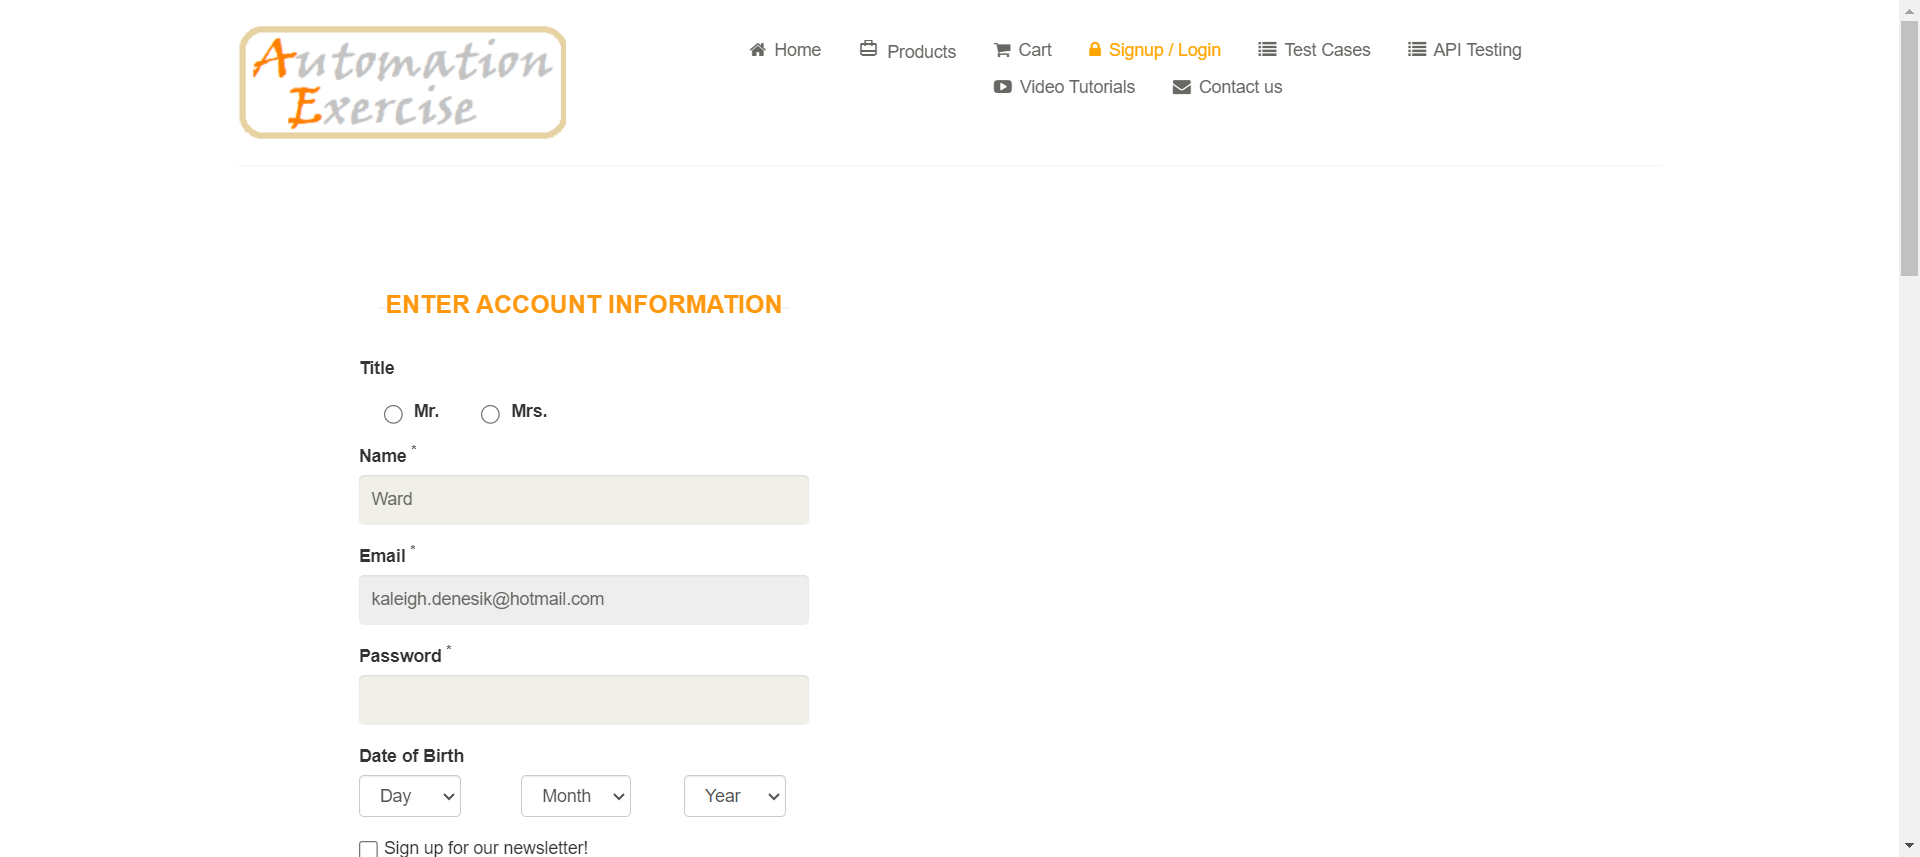 Automation
Exercise
Home Products Cart Signup / Login Test Cases API Testing
Video Tutorials Contact us
ENTER ACCOUNT INFORMATION
Title
Mr. Mrs.
Name *
Ward
Email *
kaleigh.denesik@hotmail.com
Password *
Date of Birth
Day Month Year
Sign up for our newsletter!